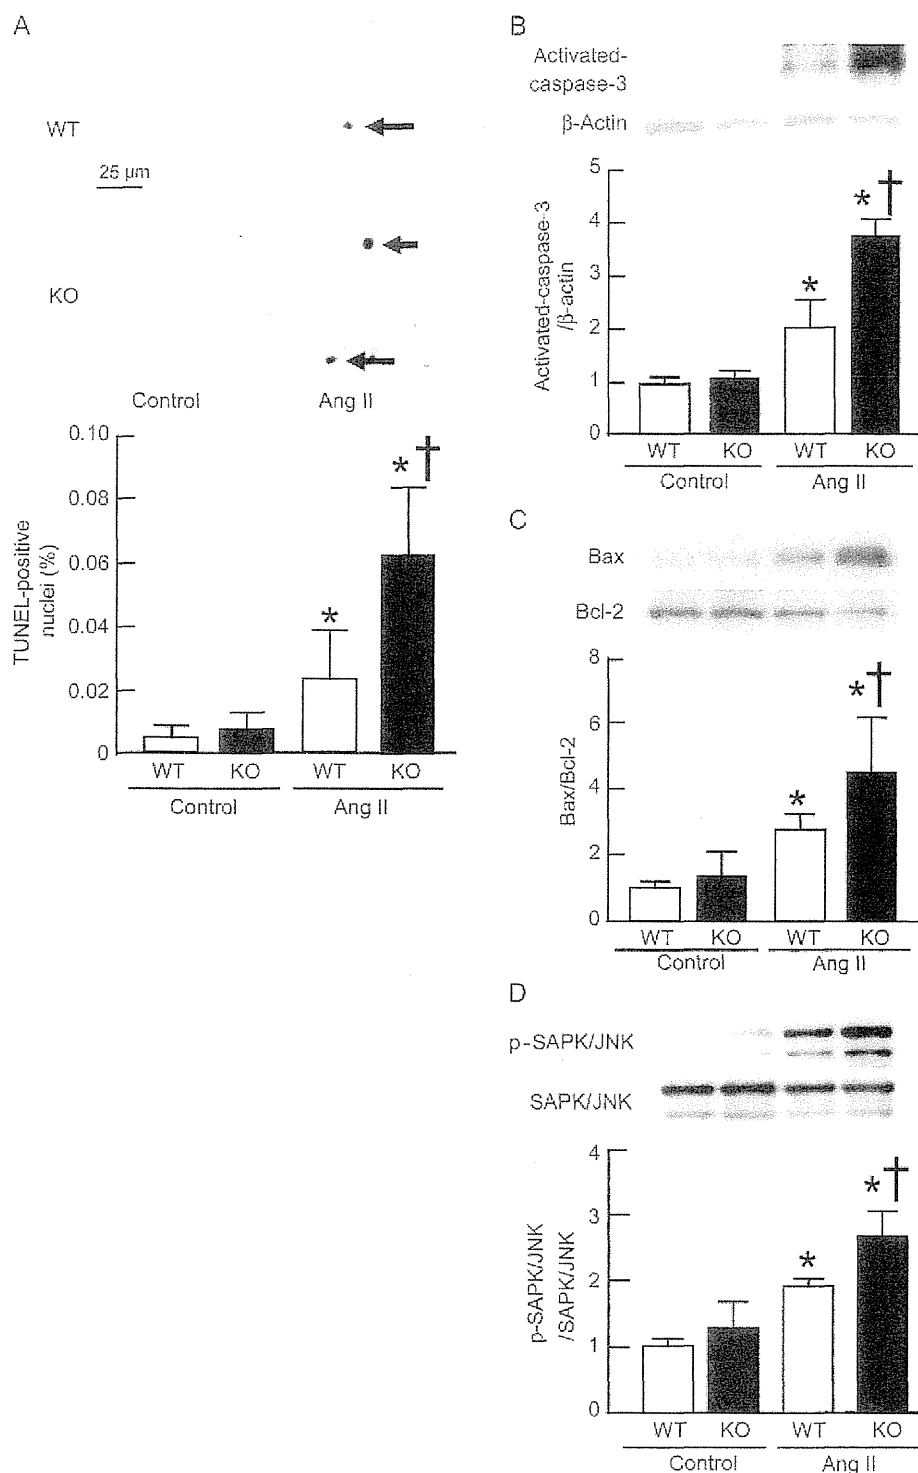 A
WT
25 μm
KO
Control Ang II
TUNEL-positive
nuclei (%)
0.10
0.08
0.06
0.04
0.02
0
* *†
WT KO WT KO
Control Ang II
B
Activated-
caspase-3
β-Actin
Activated-caspase-3
/β-actin
5
4
3
2
1
0
* *†
WT KO WT KO
Control Ang II
C
Bax
Bcl-2
Bax/Bcl-2
8
6
4
2
0
* *†
WT KO WT KO
Control Ang II
D
p-SAPK/JNK
SAPK/JNK
p-SAPK/JNK
/SAPK/JNK
4
3
2
1
0
* *†
WT KO WT KO
Control Ang II